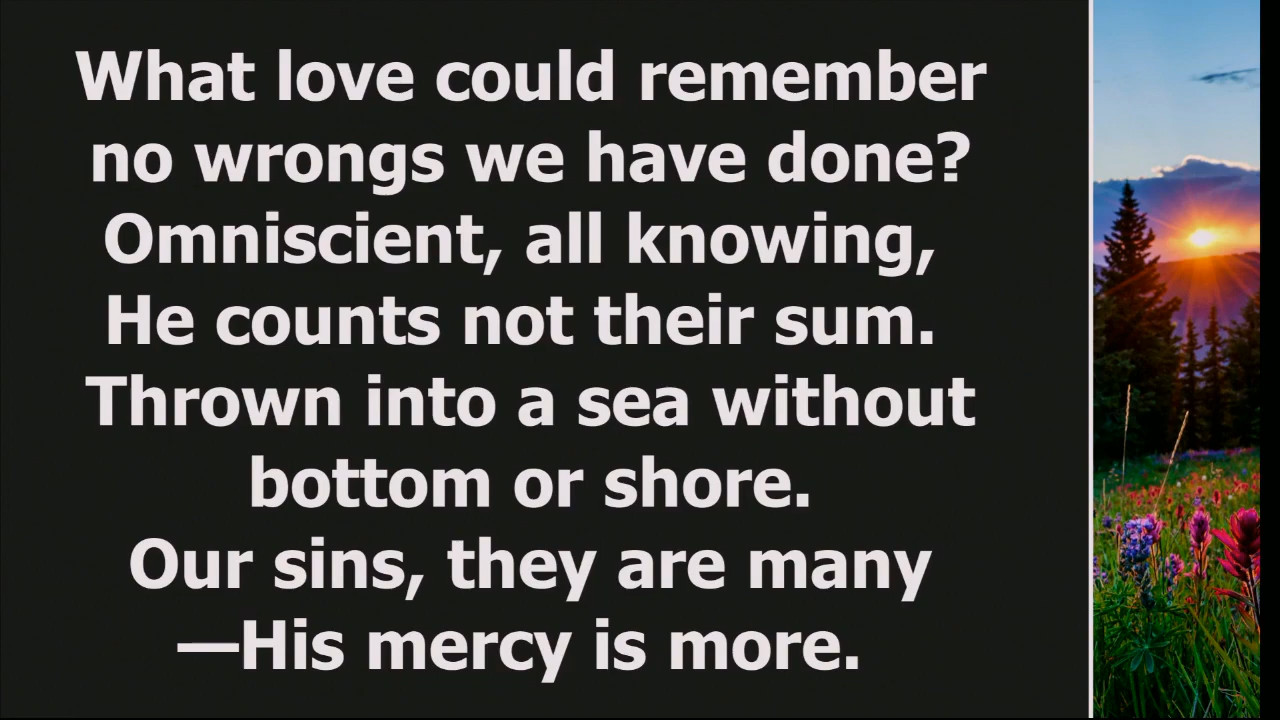 What love could remember
no wrongs we have done?
Omniscient, all knowing,
He counts not their sum.
Thrown into a sea without
bottom or shore.
Our sins, they are many
—His mercy is more.